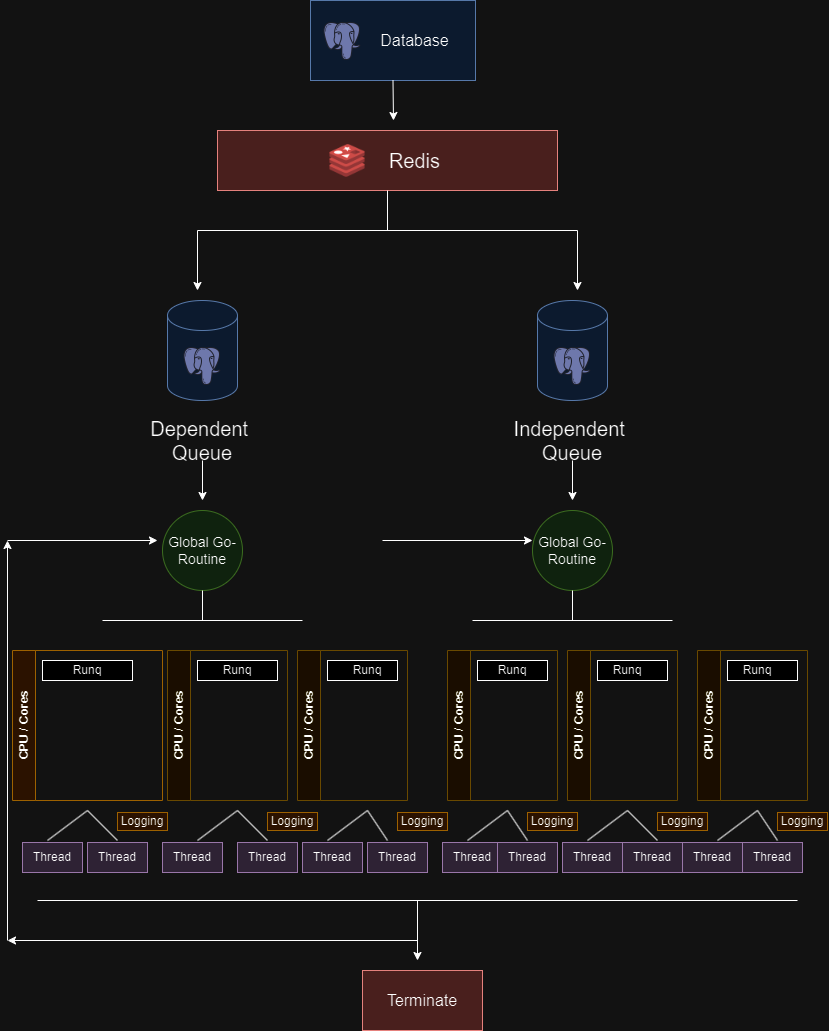 Database
Redis
Dependent
Queue
Independent
Queue
Global Go-
Routine
Global Go-
Routine
CPU / Cores
Runq
CPU / Cores
Runq
CPU / Cores
Runq
CPU / Cores
Runq
CPU / Cores
Runq
CPU / Cores
Runq
Logging
Logging
Logging
Logging
Logging
Logging
Thread
Thread
Thread
Thread
Thread
Thread
Thread
Thread
Thread
Thread
Thread
Thread
Terminate